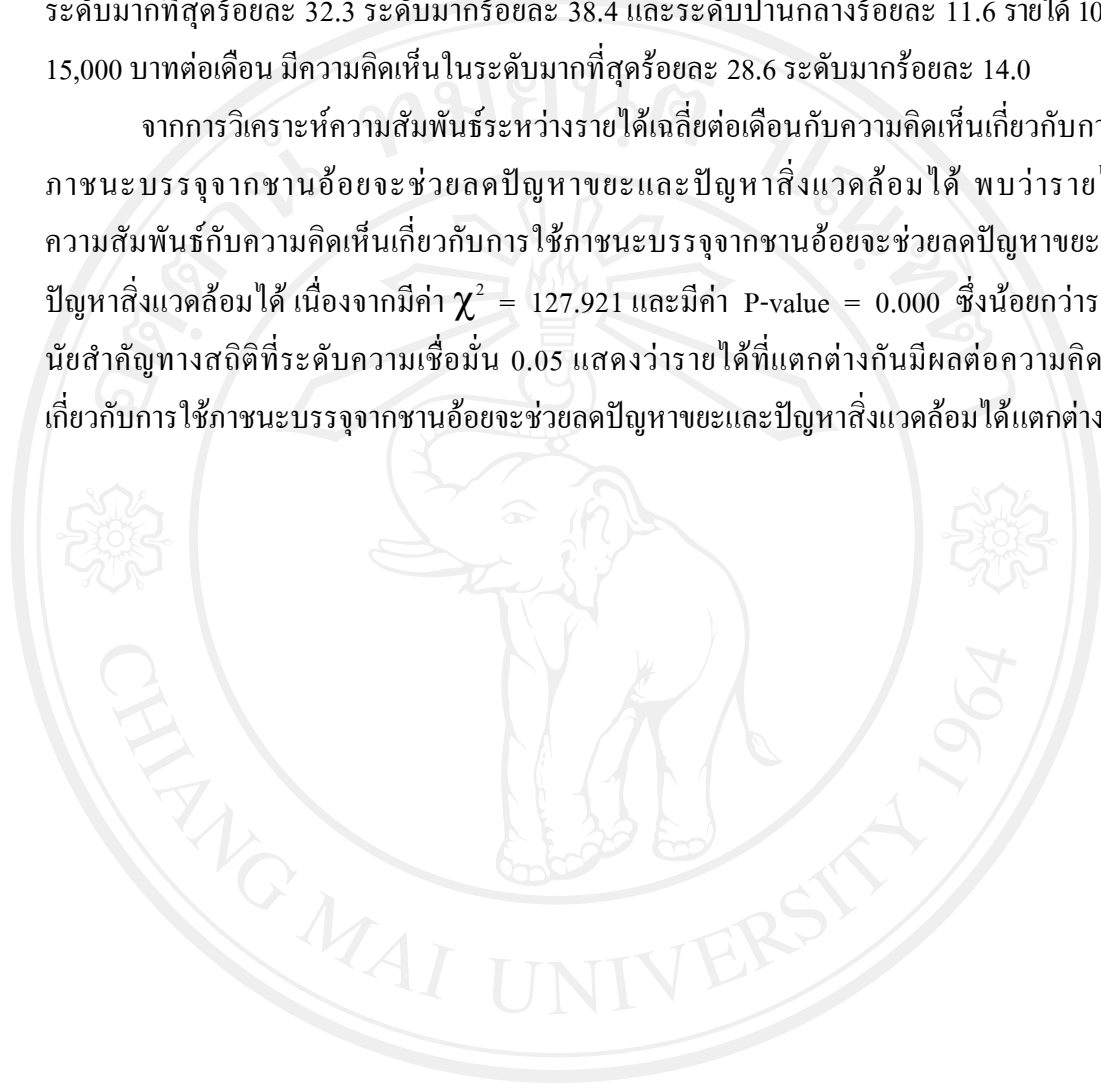 ระดับมากที่สุดร้อยละ 32.3 ระดับมากร้อยละ 38.4 และระดับปานกลางร้อยละ 11.6 รายได้ 10
15,000 บาทต่อเดือน มีความคิดเห็นในระดับมากที่สุดร้อยละ 28.6 ระดับมากร้อยละ 14.0
จากการวิเคราะห์ความสัมพันธ์ระหว่างรายได้เฉลี่ยต่อเดือนกับความคิดเห็นเกี่ยวกับ
ภาชนะบรรจุจากชานอ้อยจะช่วยลดปัญหาขยะและปัญหาสิ่งแวดล้อมได้ พบว่า
ความสัมพันธ์กับความคิดเห็นเกี่ยวกับการใช้ภาชนะบรรจุจากชานอ้อยจะช่วยลดปัญหาขยะ
ปัญหาสิ่งแวดล้อมได้ เนื่องจากมีค่า χ² = 127.921 และมีค่า P-value = 0.000 ซึ่งน้อยกว่า
นัยสำคัญทางสถิติที่ระดับความเชื่อมั่น 0.05 แสดงว่ารายได้ที่แตกต่างกันมีผลต่อความคิด
เกี่ยวกับการใช้ภาชนะบรรจุจากชานอ้อยจะช่วยลดปัญหาขยะและปัญหาสิ่งแวดล้อมได้แตกต่าง
CHIANG MAI UNIVERSITY 1964